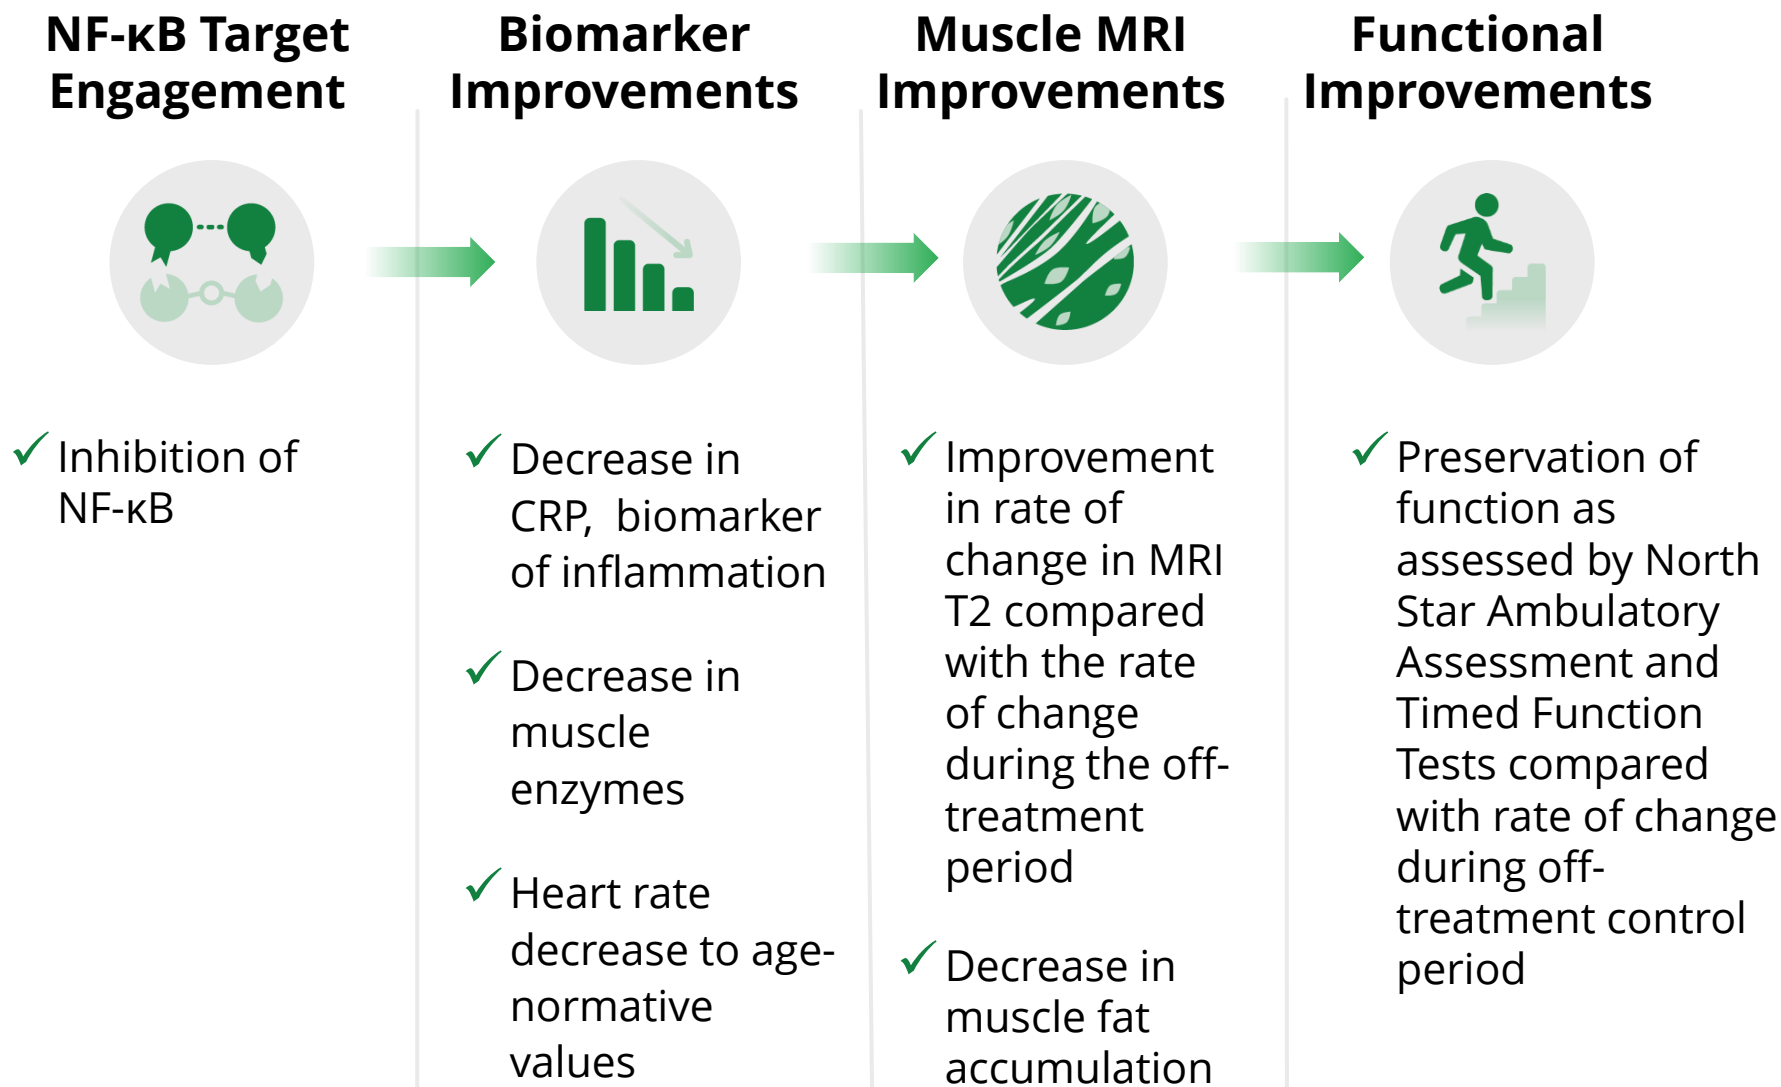 NF-κB Target
Engagement
Inhibition of
NF-κB
Biomarker
Improvements
Decrease in
CRP,  biomarker
of inflammation
Decrease in
muscle
enzymes
Heart rate
decrease to age-
normative
values
Muscle MRI
Improvements
Improvement
in rate of
change in MRI
T2 compared
with the rate
of change
during the off-
treatment
period
Decrease in
muscle fat
accumulation
Functional
Improvements
Preservation of
function as
assessed by North
Star Ambulatory
Assessment and
Timed Function
Tests compared
with rate of change
during off-
treatment control
period